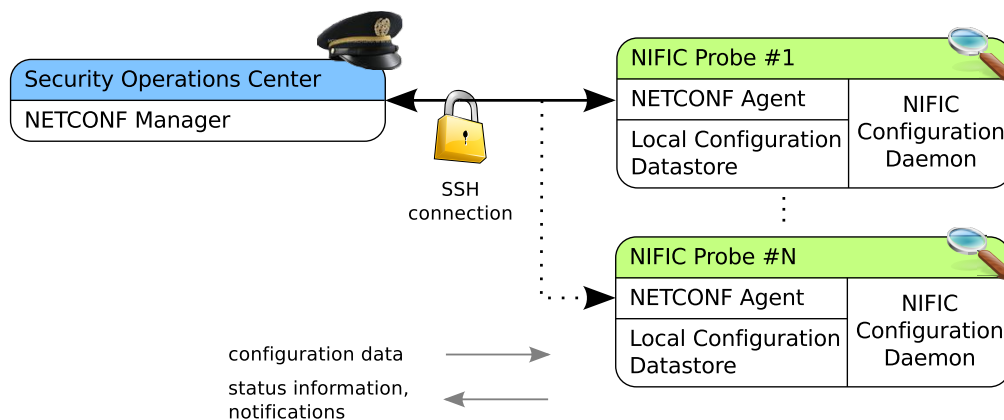 Security Operations Center
NETCONF Manager
SSH
connection
NIFIC Probe #1
NETCONF Agent
Local Configuration
Datastore
NIFIC
Configuration
Daemon
NIFIC Probe #N
NETCONF Agent
Local Configuration
Datastore
NIFIC
Configuration
Daemon
configuration data
status information,
notifications